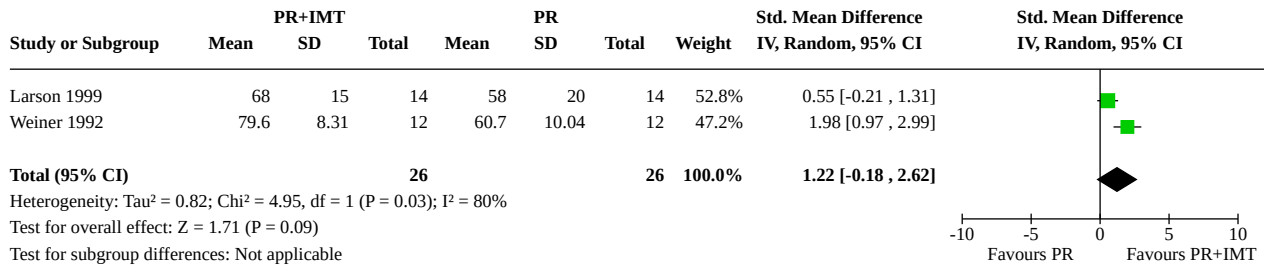 PR+IMT PR Std. Mean Difference Std. Mean Difference
Study or Subgroup Mean SD Total Mean SD Total Weight IV, Random, 95% CI IV, Random, 95% CI
Larson 1999 68 15 14 58 20 14 52.8% 0.55 [-0.21 , 1.31]
Weiner 1992 79.6 8.31 12 60.7 10.04 12 47.2% 1.98 [0.97 , 2.99]
Total (95% CI) 26 26 100.0% 1.22 [-0.18 , 2.62]
Heterogeneity: Tau² = 0.82; Chi² = 4.95, df = 1 (P = 0.03); I² = 80%
Test for overall effect: Z = 1.71 (P = 0.09)
Test for subgroup differences: Not applicable
-10 -5 0 5 10
Favours PR Favours PR+IMT